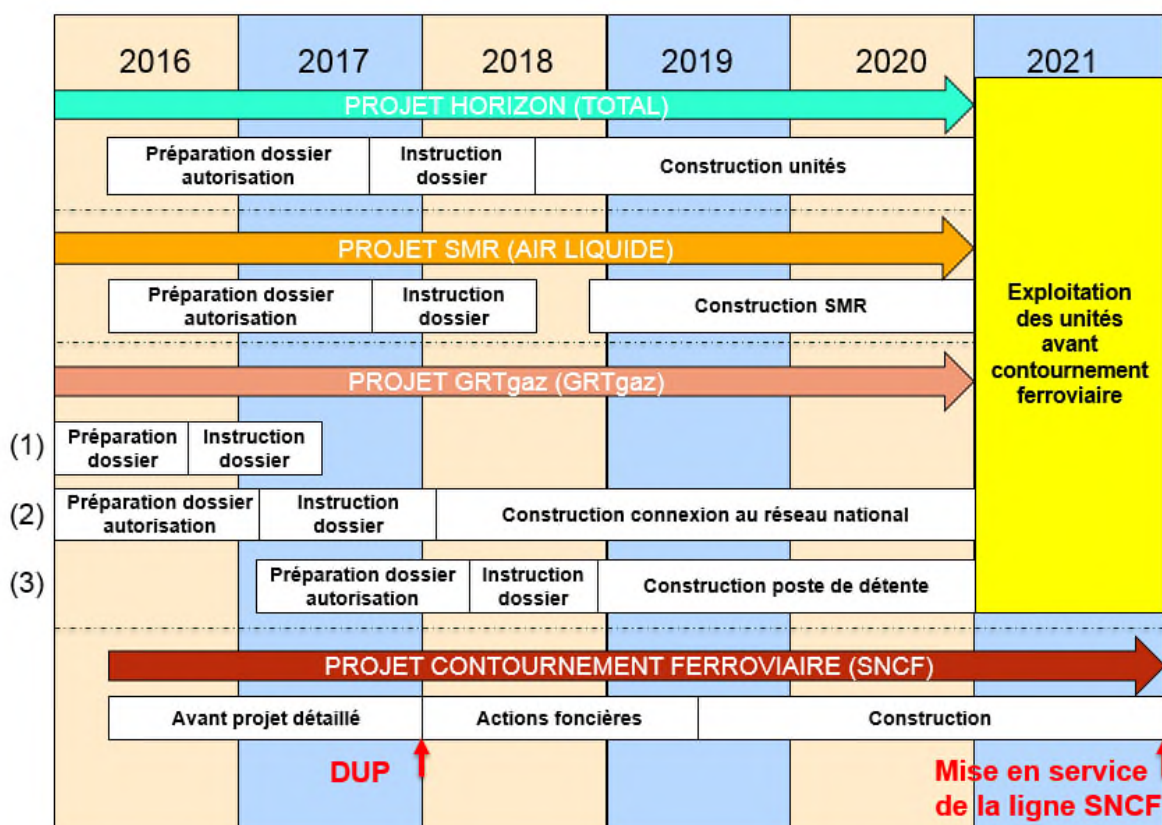 2016 2017 2018 2019 2020 2021
PROJET HORIZON (TOTAL)
Préparation dossier
autorisation
Instruction
dossier
Construction unités
PROJET SMR (AIR LIQUIDE)
Préparation dossier
autorisation
Instruction
dossier
Construction SMR
Exploitation
des unités
avant
contournement
ferroviaire
PROJET GRTgaz (GRTgaz)
(1)
Préparation
dossier
Instruction
dossier
(2)
Préparation dossier
autorisation
Instruction
dossier
Construction connexion au réseau national
(3)
Préparation dossier
autorisation
Instruction
dossier
Construction poste de détente
PROJET CONTOURNEMENT FERROVIAIRE (SNCF)
Avant projet détaillé
Actions foncières
Construction
DUP
Mise en service
de la ligne SNCF